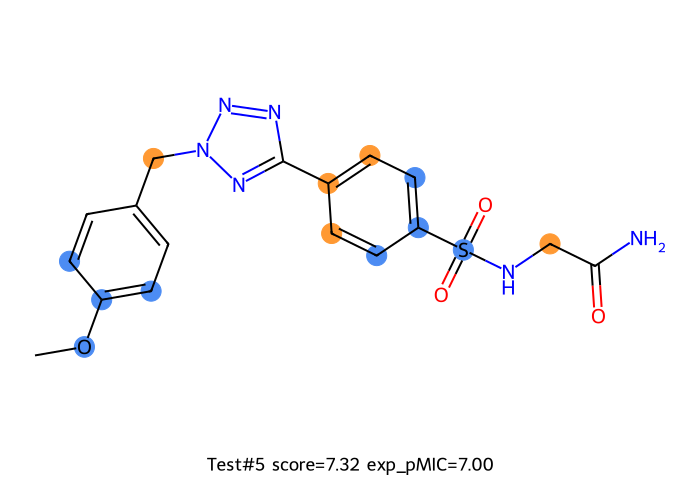 N N
N
N
O
S
NH₂
N
H
O
O
O
Test#5 score=7.32 exp_pMIC=7.00